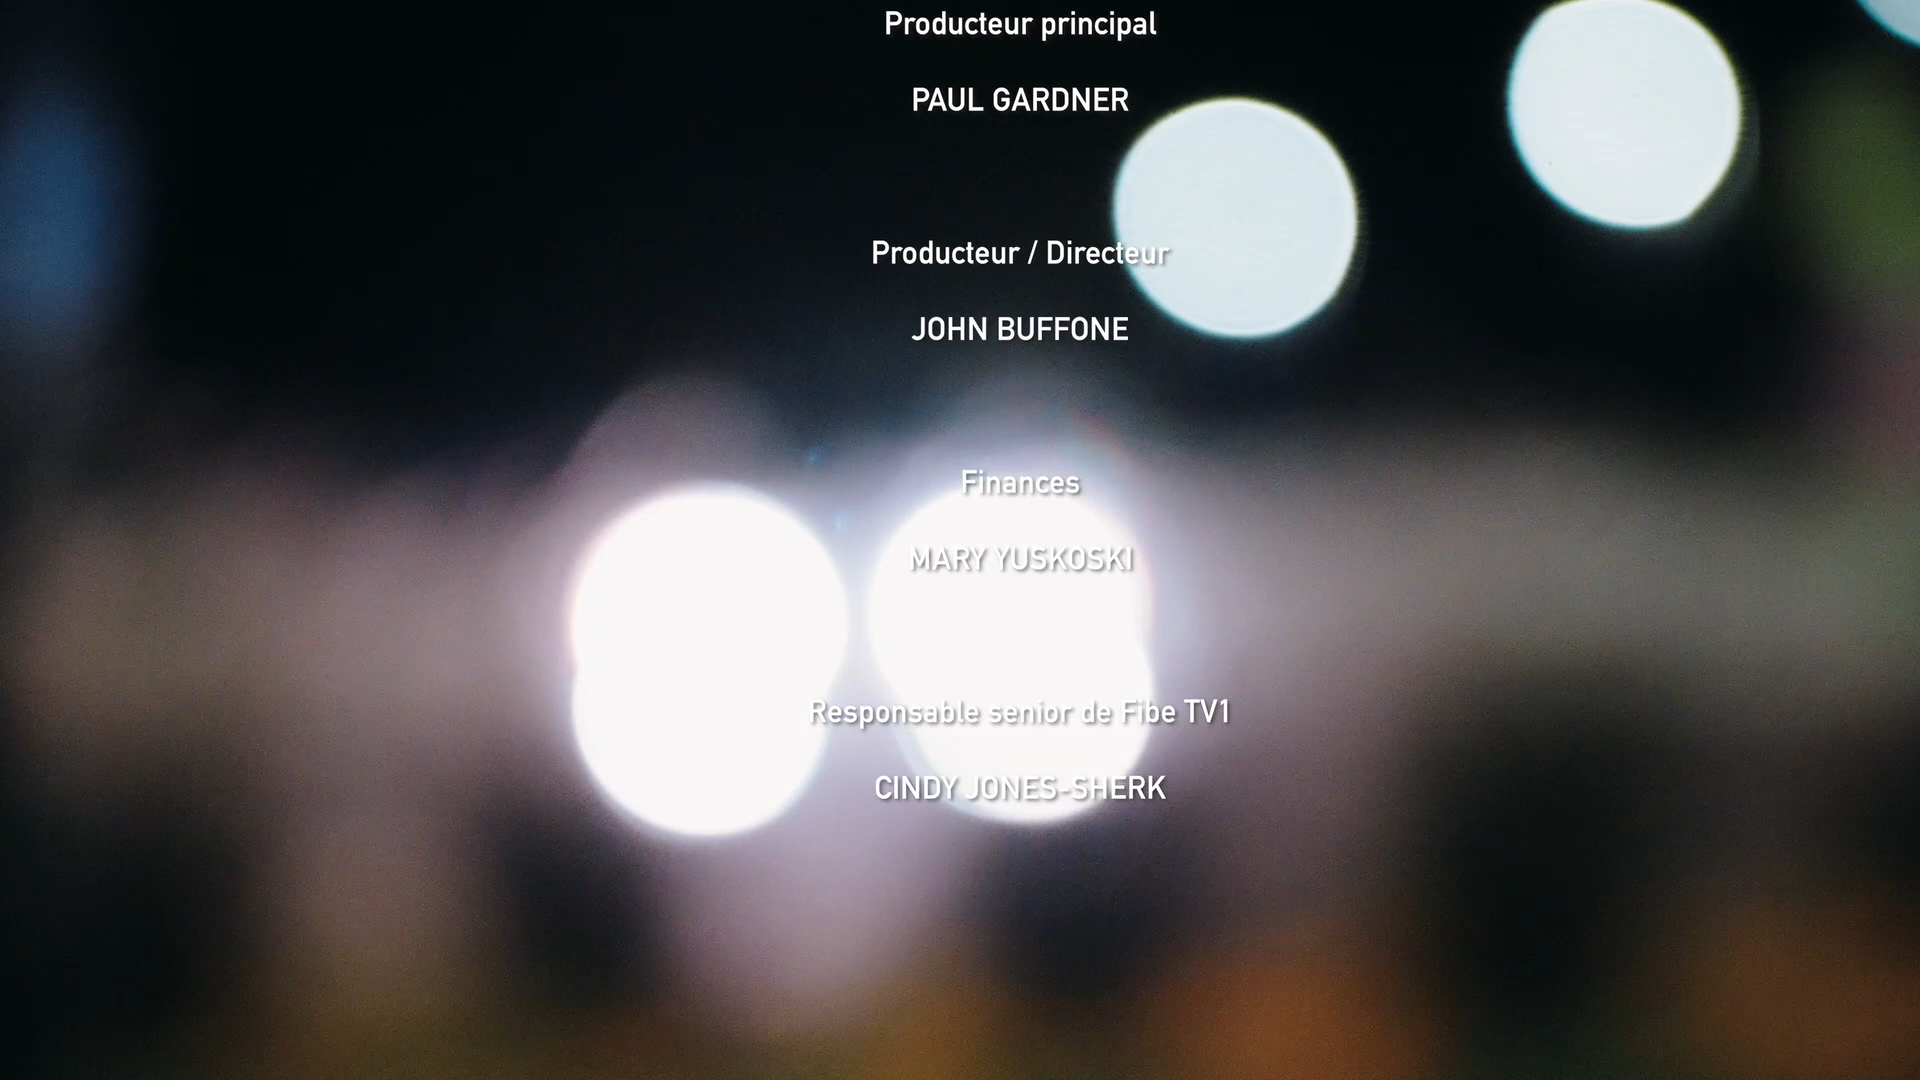 Producteur principal
PAUL GARDNER
Producteur / Directeur
JOHN BUFFONE
Finances
MARY YUSKOSKI
Responsable senior de Fibe TV1
CINDY JONES-SHERK